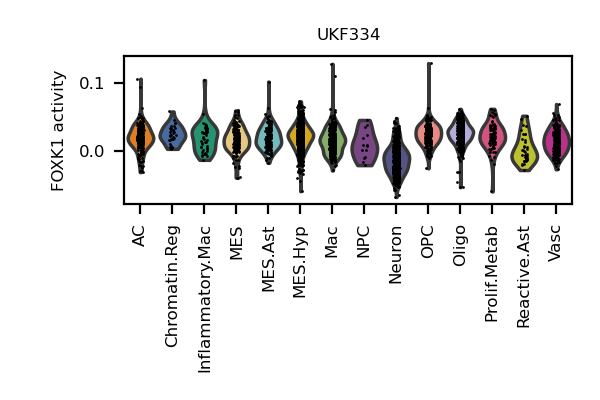 UKF334
FOXK1 activity
0.1
0.0
AC
Chromatin.Reg
Inflammatory.Mac
MES
MES.Ast
MES.Hyp
Mac
NPC
Neuron
OPC
Oligo
Prolif.Metab
Reactive.Ast
Vasc